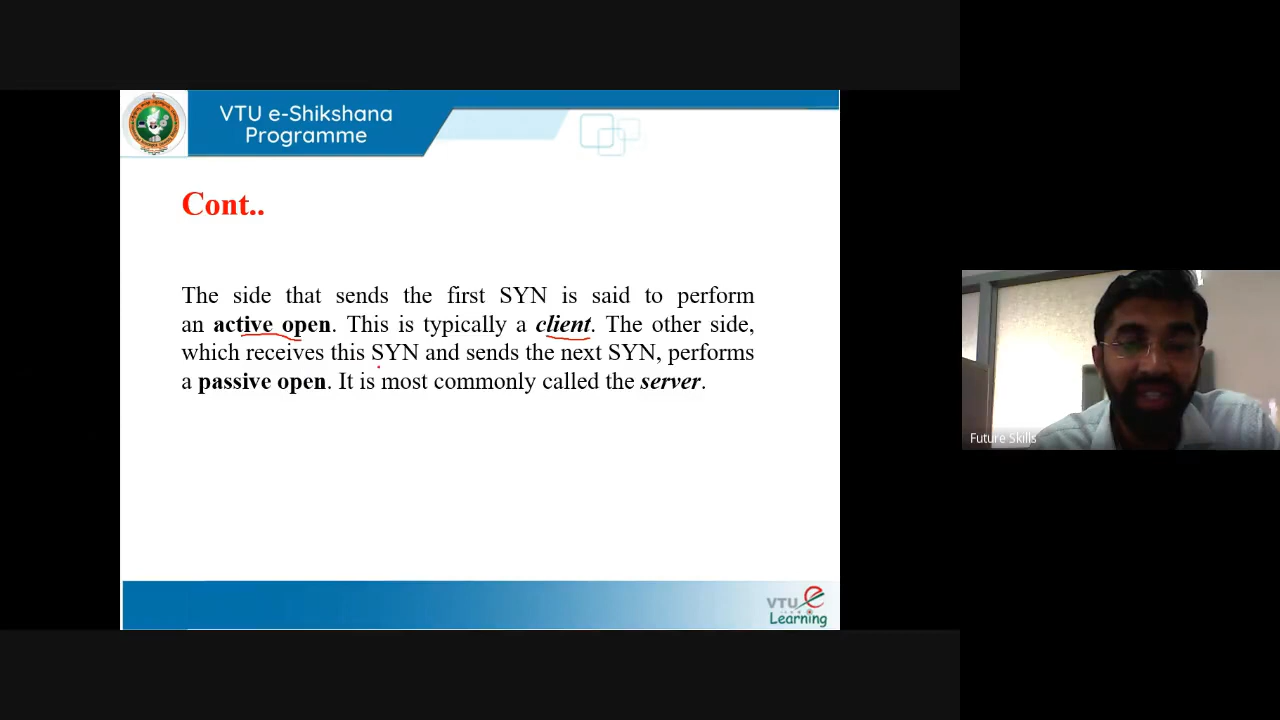 VTU e-Shikshana
Programme
Cont..
The side that sends the first SYN is said to perform
an active open. This is typically a client. The other side,
which receives this SYN and sends the next SYN, performs
a passive open. It is most commonly called the server.
VTU e
Learning
Future Skills